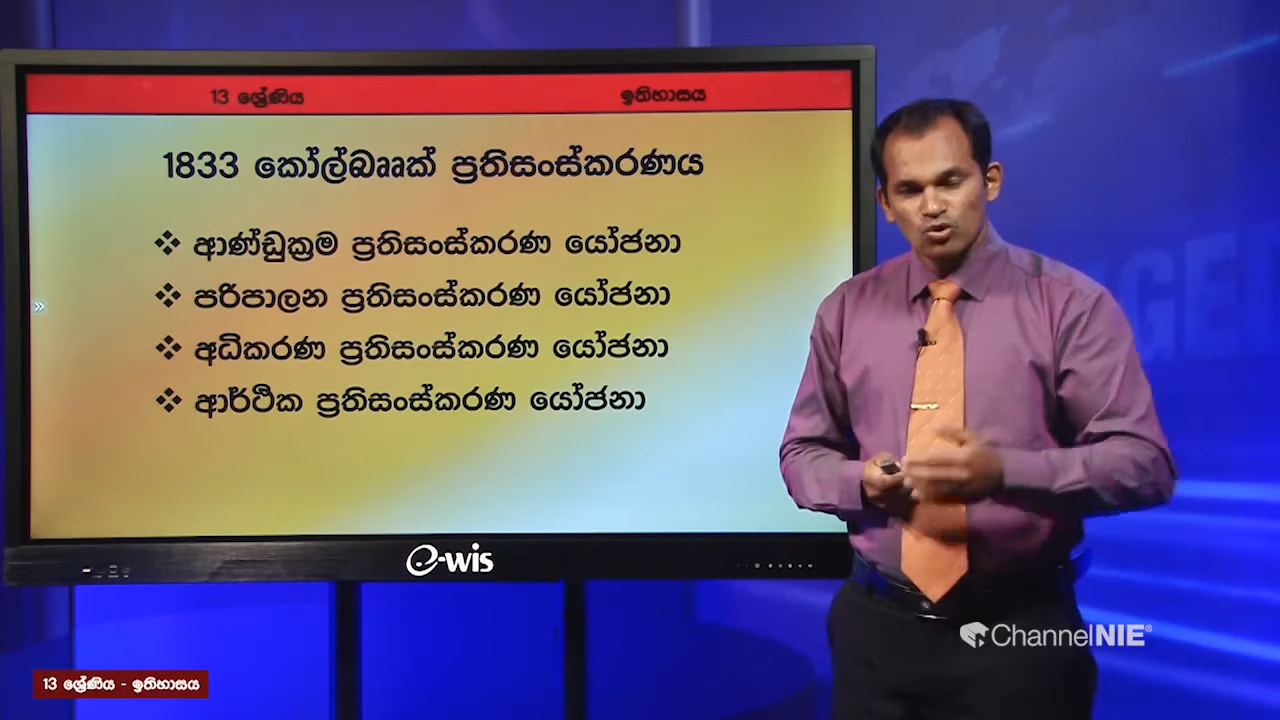 13 ශ්‍රේණිය ඉතිහාසය
1833 කෝල්බෲක් ප්‍රතිසංස්කරණය
❖ ආණ්ඩුක්‍රම ප්‍රතිසංස්කරණ යෝජනා
❖ පරිපාලන ප්‍රතිසංස්කරණ යෝජනා
❖ අධිකරණ ප්‍රතිසංස්කරණ යෝජනා
❖ ආර්ථික ප්‍රතිසංස්කරණ යෝජනා
e-wis
ChannelNIE®
13 ශ්‍රේණිය - ඉතිහාසය